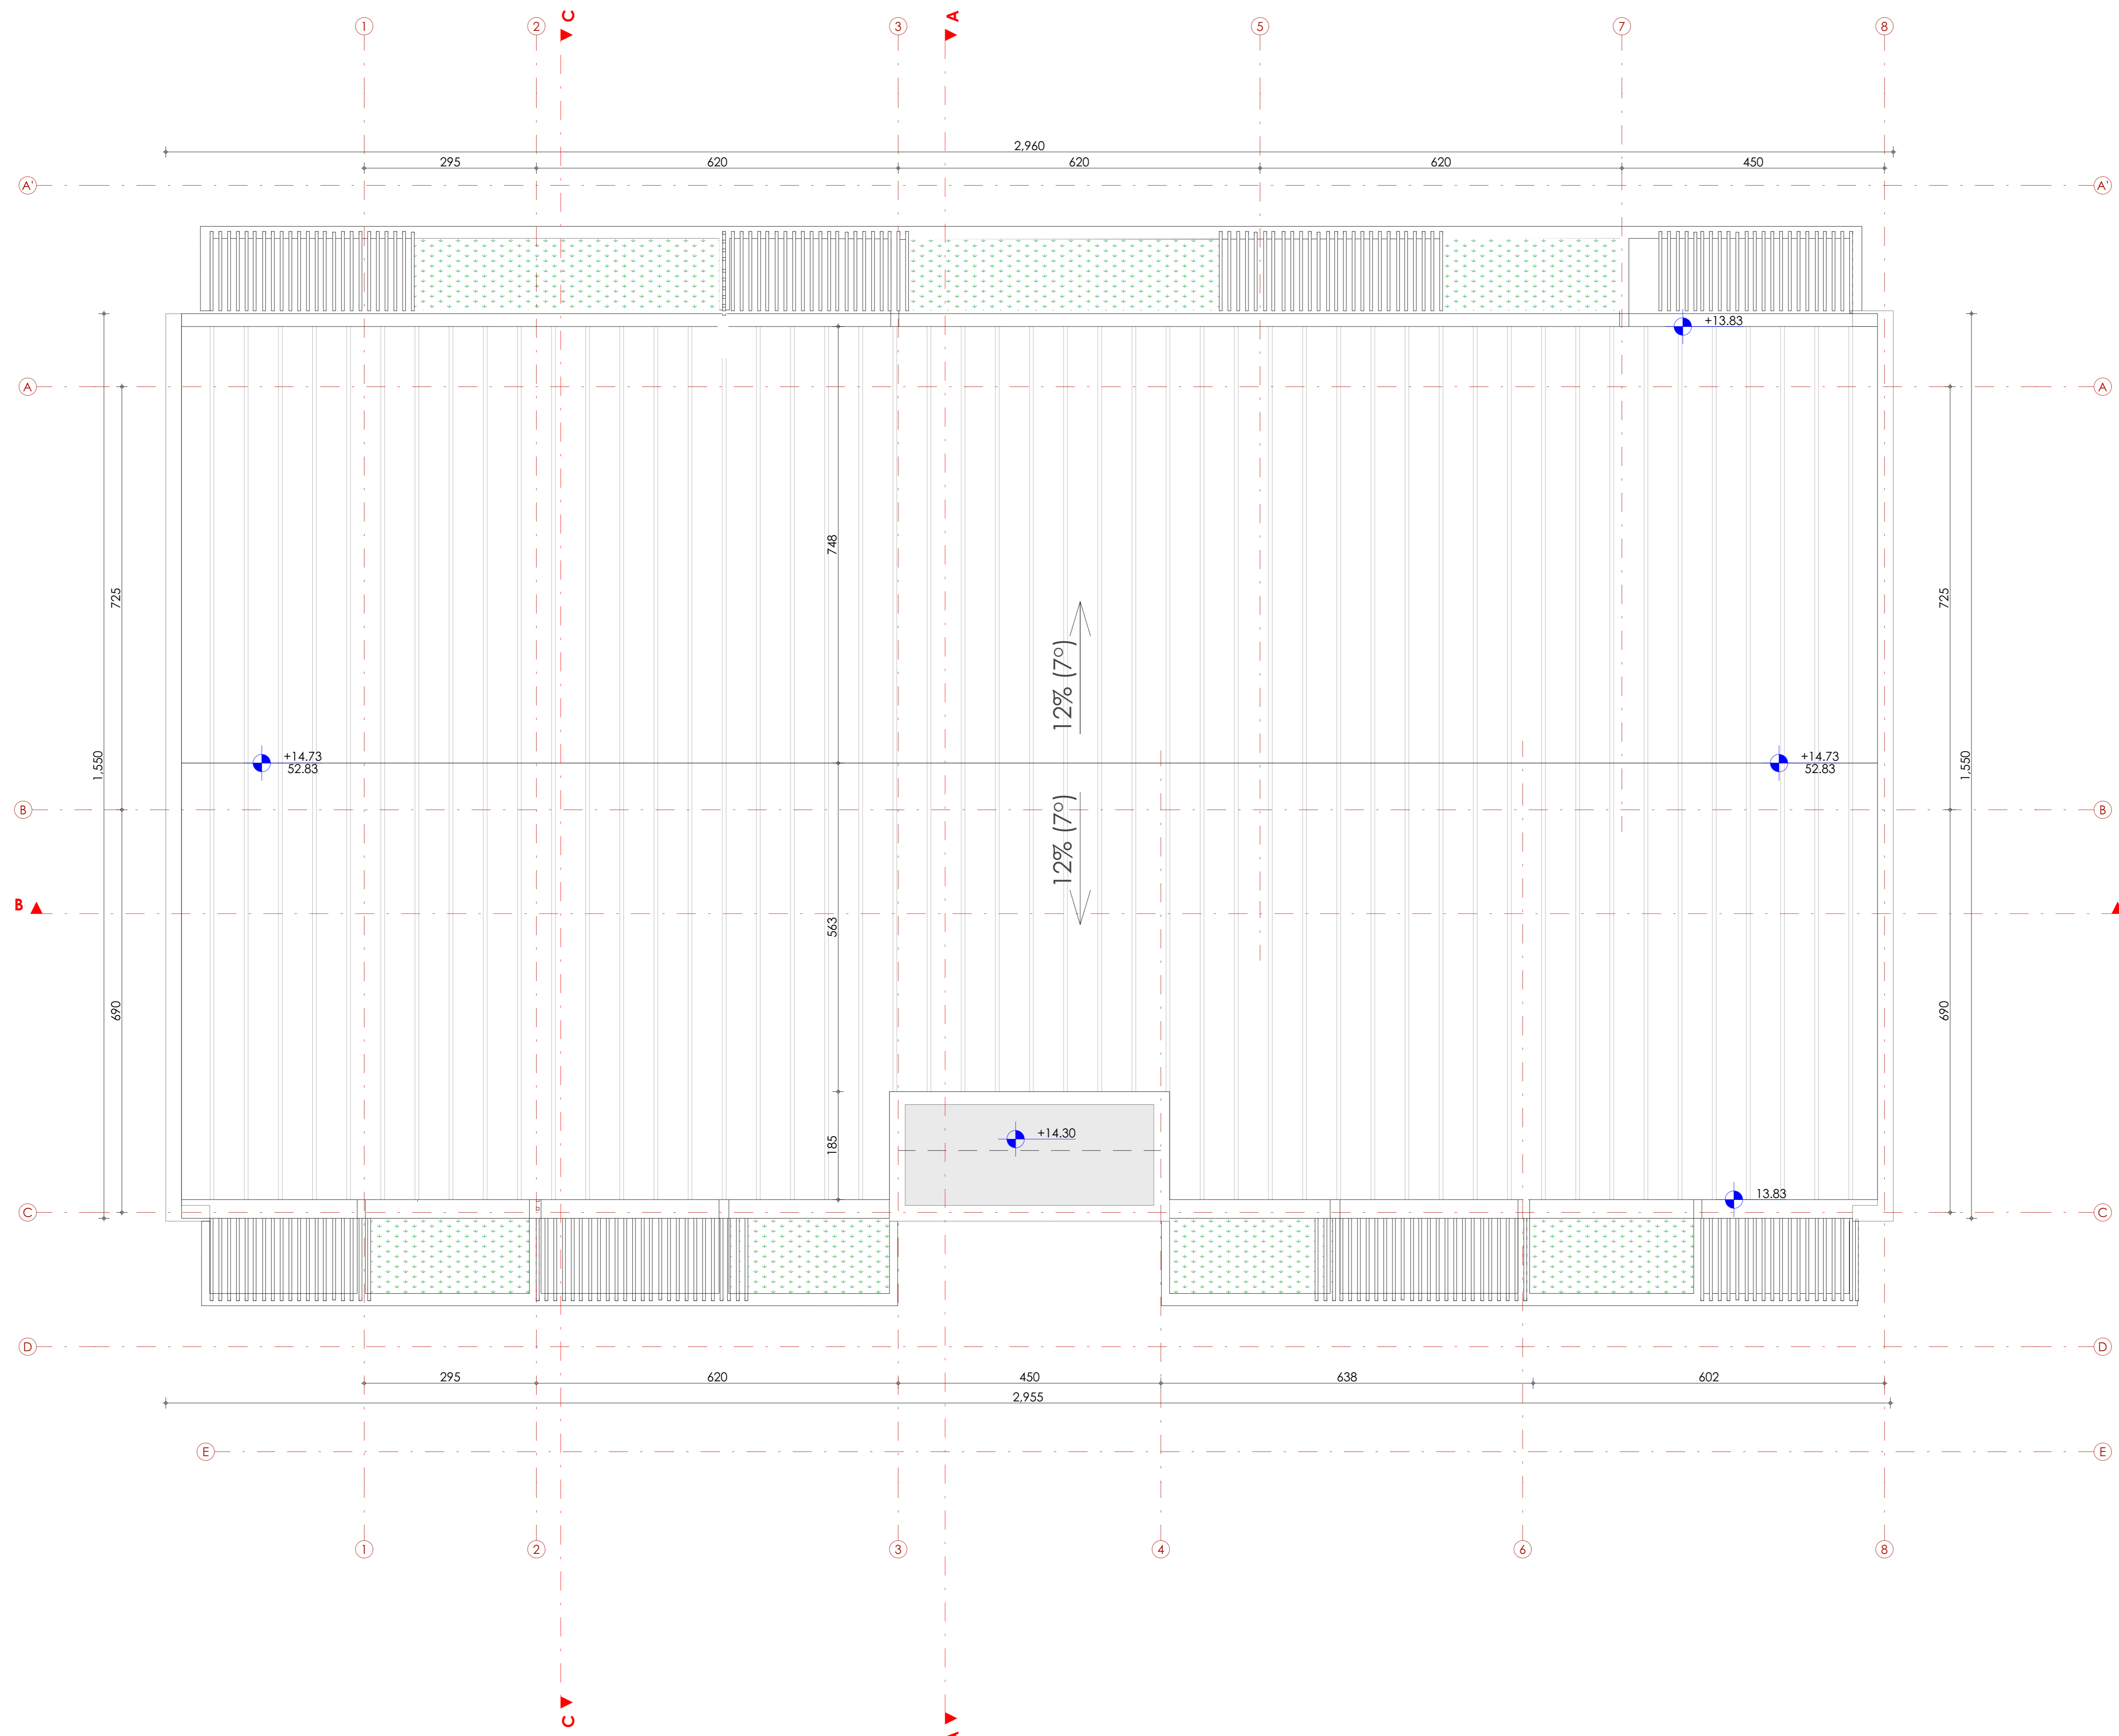 1 2 C 3 A 5 7 8
2,960
295 620 620 620 450
A' A'
+13.83
A A
748
725 725
12% (7°)
1,550 +14.73 +14.73 1,550
52.83 52.83
B B
12% (7°)
B
563
690 690
+14.30
185
13.83
C C
D D
295 620 450 638 602
2,955
E E
1 2 3 4 6 8
C A